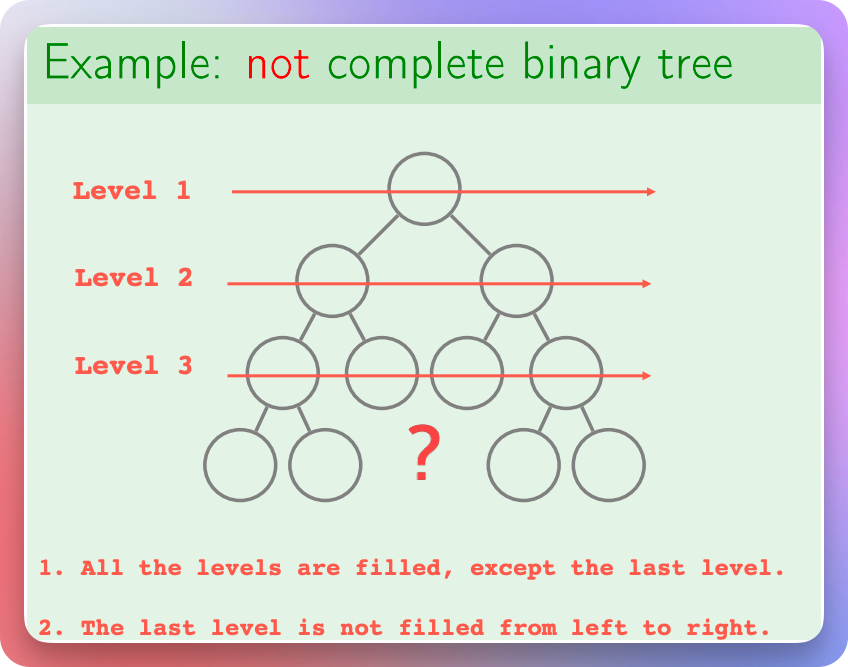 Example: not complete binary tree
Level 1
Level 2
Level 3
?
1. All the levels are filled, except the last level.
2. The last level is not filled from left to right.